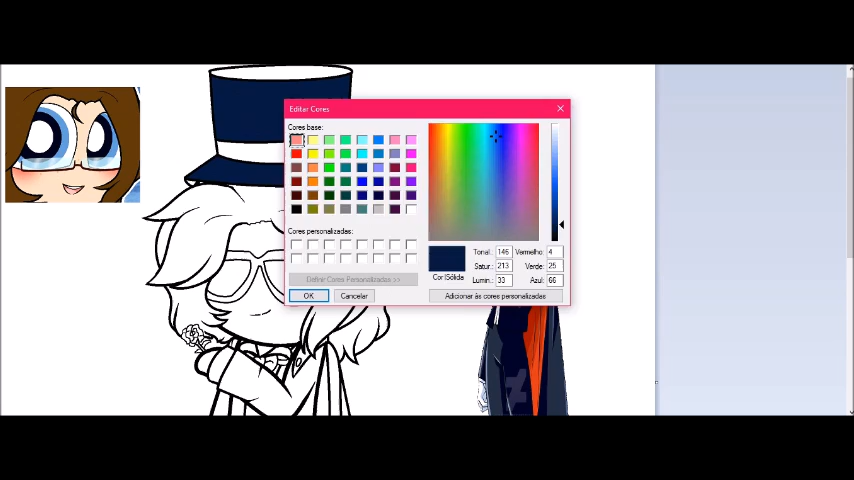 Editar Cores
Cores base:
Cores personalizadas:
Definir Cores Personalizadas >>
OK
Cancelar
Cor|Sólida
Tonal.: 146
Satur.: 213
Lumin.: 33
Vermelho: 4
Verde: 25
Azul: 66
Adicionar às cores personalizadas